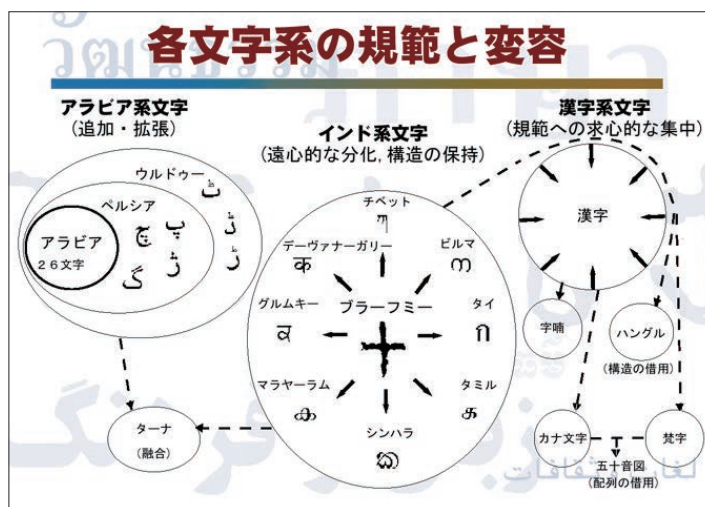 各文字系の規範と変容
アラビア系文字
(追加・拡張)
ウルドゥー
ٹ
ڈ
ڑ
ペルシア
چ
پ
گ
ژ
アラビア
26文字
インド系文字
(遠心的な分化, 構造の保持)
チベット
ཀ
デーヴァナーガリー
क
ビルマ
က
グルムキー
ਕ
ブラーフミー
タイ
ก
マラヤーラム
ക
タミル
க
シンハラ
ක
漢字系文字
(規範への求心的な集中)
漢字
字喃
ハングル
(構造の借用)
ターナ
(融合)
カナ文字
梵字
五十音図
(配列の借用)